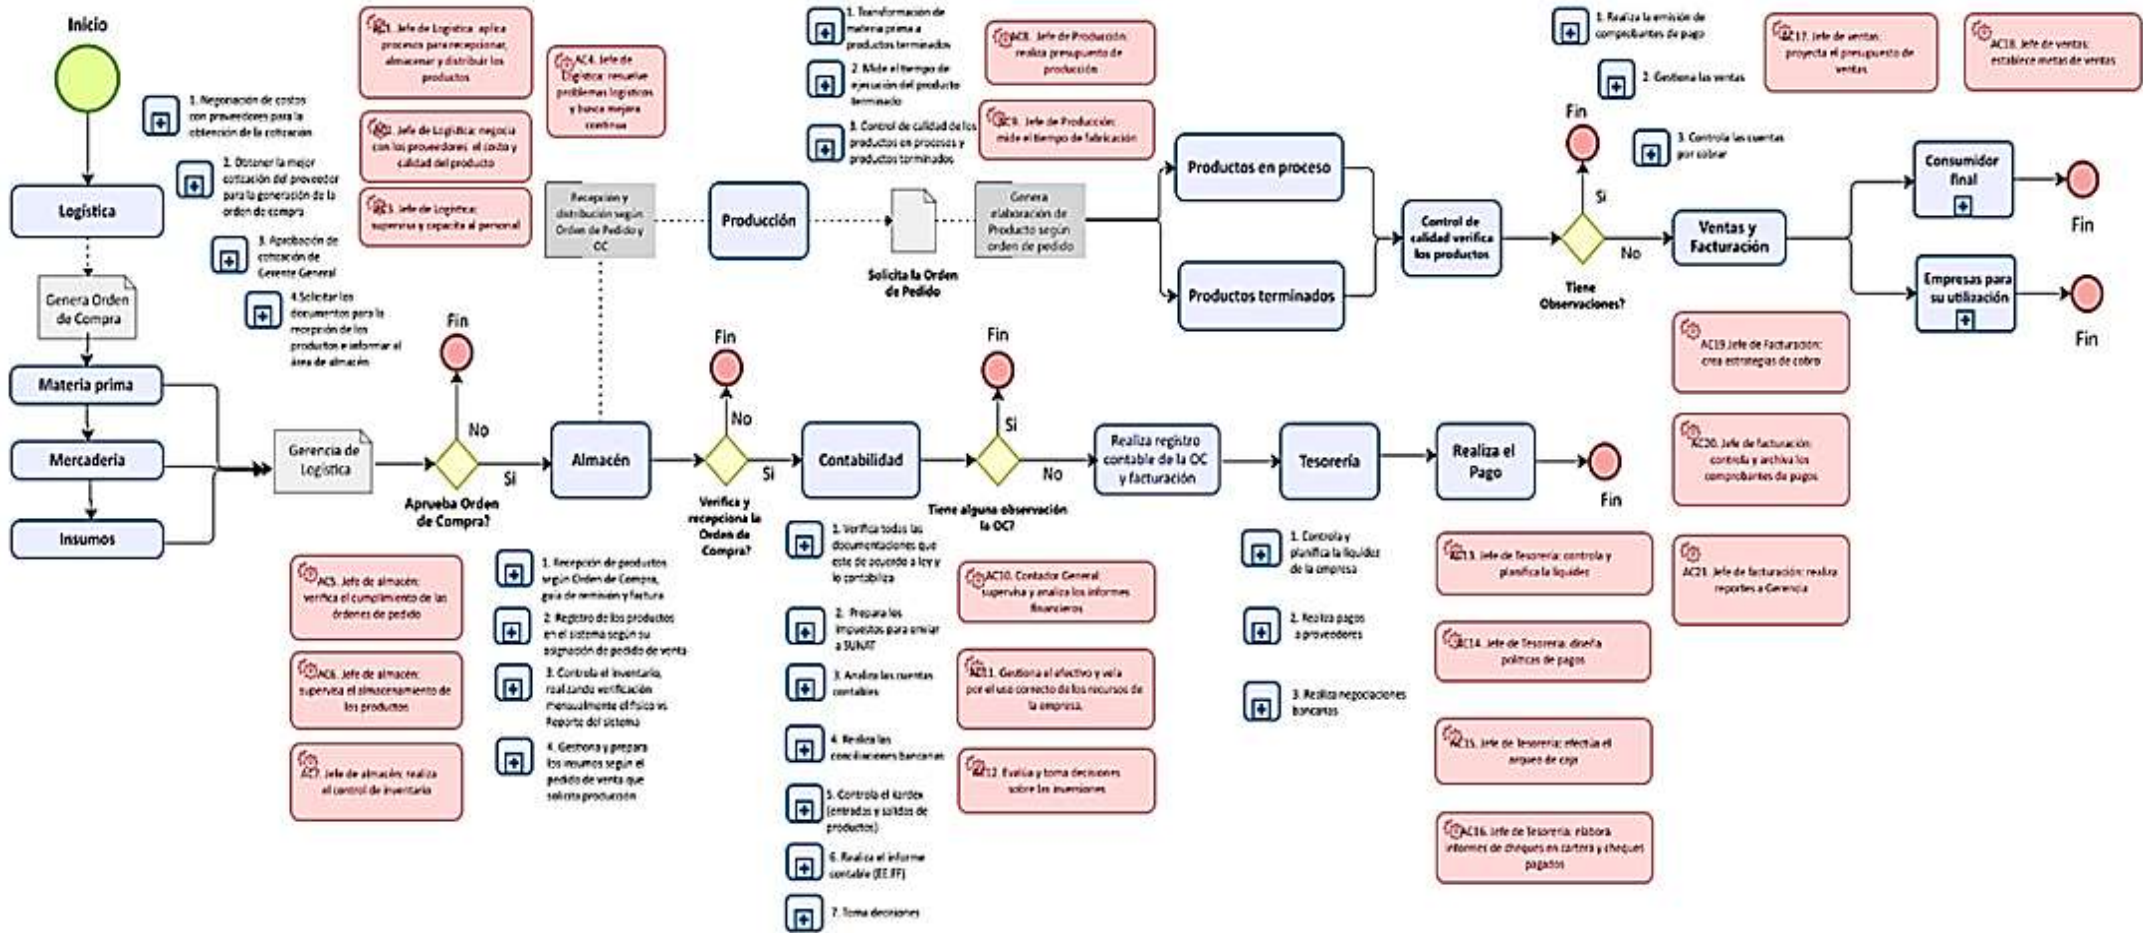 Inicio
Logística
Genera Orden
de Compra
Materia prima
Mercadería
Insumos
1. Negociación de costos
con proveedores para la
obtención de la cotización
2. Obtener la mejor
cotización del proveedor
para la generación de la
orden de compra
3. Aprobación de
cotización de
Gerente General
4.Solicitar los
documentos para la
recepción de los
productos e informar al
área de almacén
AC1. Jefe de Logística aplica
procesos para recepcionar,
almacenar y distribuir los
productos
AC2. Jefe de Logística: negocia
con los proveedores el costo y
calidad del producto
AC3. Jefe de Logística:
supervisa y capacita al personal
AC4. Jefe de
Logística: resuelve
problemas logísticos
y busca mejora
continua
Recepción y
distribución según
Orden de Pedido y
OC
Producción
1. Transformación de
materia prima a
productos terminados
2. Mide el tiempo de
ejecución del producto
terminado
3. Control de calidad de los
productos en procesos y
productos terminados
AC8. Jefe de Producción:
realiza presupuesto de
producción
AC9. Jefe de Producción:
mide el tiempo de fabricación
Solicita la Orden
de Pedido
Genera
elaboración de
Producto según
orden de pedido
Productos en proceso
Productos terminados
Control de
calidad verifica
los productos
Fin
Si
No
Tiene
Observaciones?
1. Realiza la emisión de
comprobantes de pago
2. Gestiona las ventas
3. Controla las cuentas
por cobrar
AC17. Jefe de ventas:
proyecta el presupuesto de
ventas
AC18. Jefe de ventas:
establece metas de ventas
Ventas y
Facturación
Consumidor
final
Fin
Empresas para
su utilización
Fin
AC19 Jefe de Facturación:
crea estrategias de cobro
AC20. Jefe de facturación:
controla y archiva los
comprobantes de pagos
AC21. Jefe de facturación: realiza
reportes a Gerencia
Gerencia de
Logística
Fin
No
Si
Aprueba Orden
de Compra?
Almacén
Fin
No
Si
Verifica y
recepciona la
Orden de
Compra?
Contabilidad
Fin
Si
No
Tiene alguna observación
la OC?
Realiza registro
contable de la OC
y facturación
Tesorería
Realiza el
Pago
Fin
AC5. Jefe de almacén:
verifica el cumplimiento de las
órdenes de pedido
AC6. Jefe de almacén:
supervisa el almacenamiento de
los productos
AC7. Jefe de almacén: realiza
el control de inventario
1. Recepción de productos
según Orden de Compra,
guía de remisión y factura
2. Registro de los productos
en el sistema según su
asignación de pedido de venta
3. Controla el inventario,
realizando verificación
mensualmente el físico vs
Reporte del sistema
4. Gestiona y prepara
los insumos según el
pedido de venta que
solicita producción
1. Verifica todas las
documentaciones que
este de acuerdo a ley y
lo contabiliza
2. Prepara los
impuestos para enviar
a SUNAT
3. Analiza las cuentas
contables
4. Realiza las
conciliaciones bancarias
5. Controla el kardex
(entradas y salidas de
productos)
6. Realiza el informe
contable (EE.FF)
7. Toma decisiones
AC10. Contador General:
supervisa y analiza los informes
financieros
AC11. Gestiona el efectivo y vela
por el uso correcto de los recursos de
la empresa.
AC12. Evalúa y toma decisiones
sobre las inversiones
1. Controla y
planifica la liquidez
de la empresa
2. Realiza pagos
a proveedores
3. Realiza negociaciones
bancarias
AC13. Jefe de Tesorería: controla y
planifica la liquidez
AC14. Jefe de Tesorería: diseña
políticas de pagos
AC15. Jefe de Tesorería: efectúa el
arqueo de caja
AC16. Jefe de Tesorería: elabora
informes de cheques en cartera y cheques
pagados